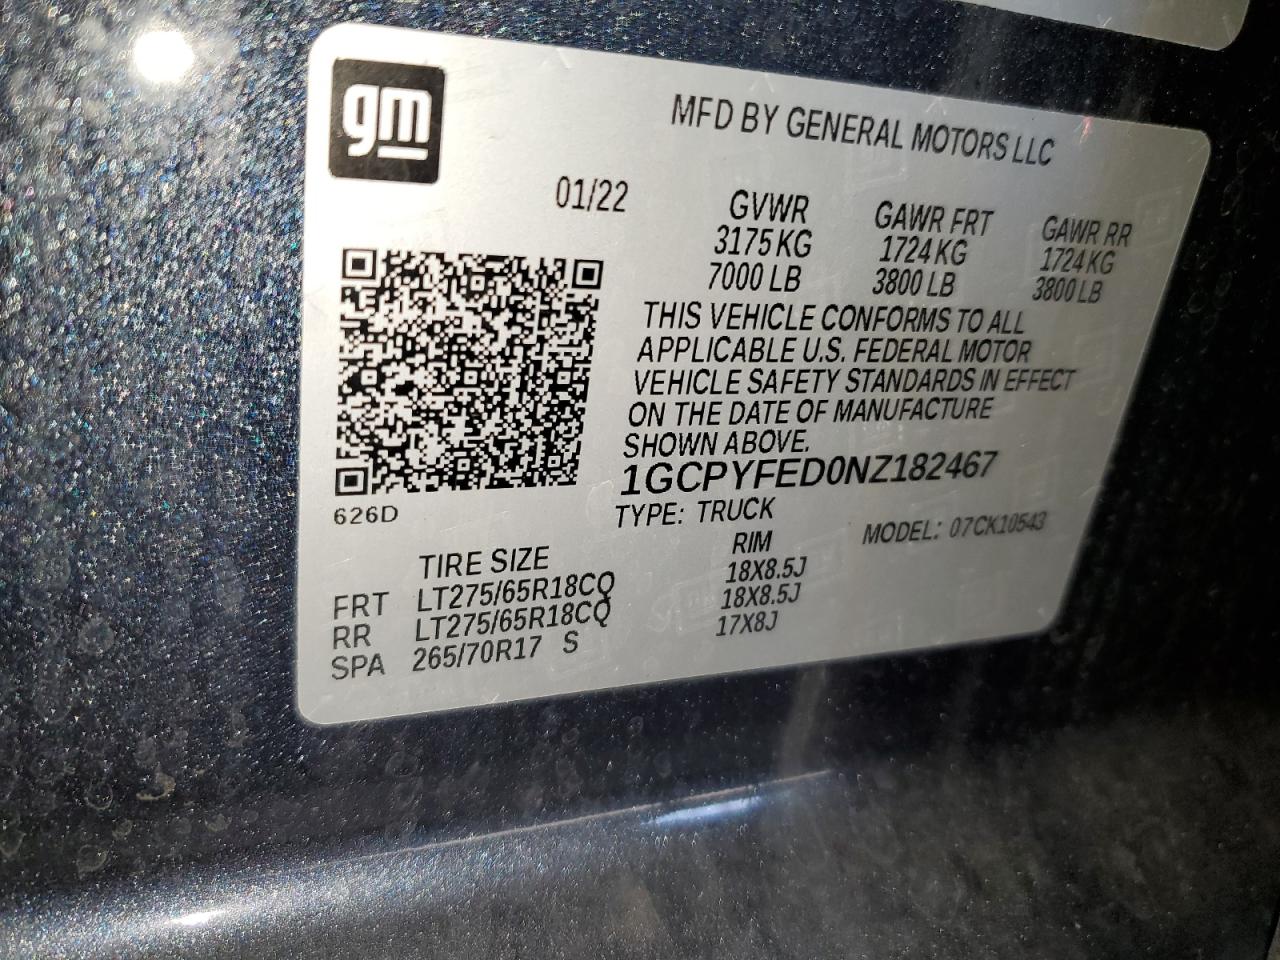 gm
MFD BY GENERAL MOTORS LLC
01/22
GVWR GAWR FRT GAWR RR
3175 KG 1724 KG 1724 KG
7000 LB 3800 LB 3800 LB
THIS VEHICLE CONFORMS TO ALL
APPLICABLE U.S. FEDERAL MOTOR
VEHICLE SAFETY STANDARDS IN EFFECT
ON THE DATE OF MANUFACTURE
SHOWN ABOVE.
1GCPYFED0NZ182467
626D
TYPE: TRUCK MODEL: 07CK10543
TIRE SIZE RIM
FRT LT275/65R18CQ 18X8.5J
RR LT275/65R18CQ 18X8.5J
SPA 265/70R17 S 17X8J